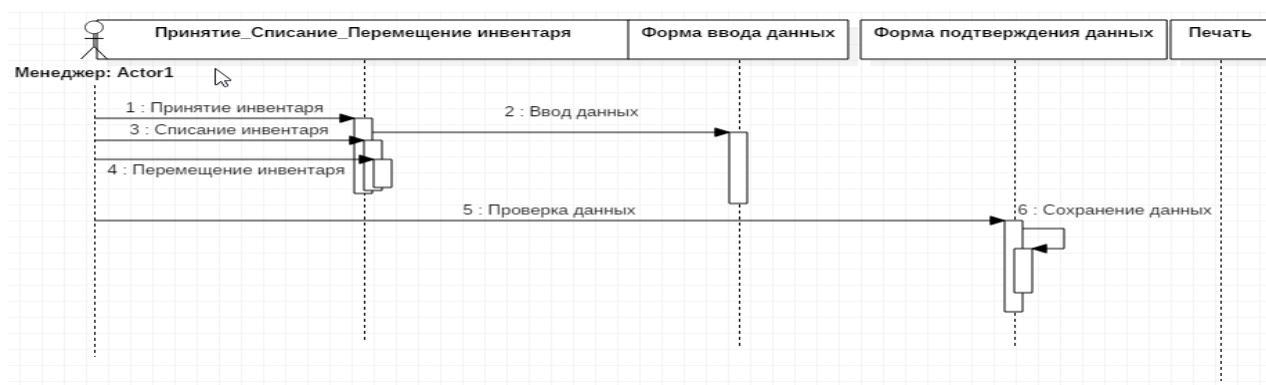 Принятие_Списание_Перемещение инвентаря
Форма ввода данных
Форма подтверждения данных
Печать
Менеджер: Actor1
1 : Принятие инвентаря
2 : Ввод данных
3 : Списание инвентаря
4 : Перемещение инвентаря
5 : Проверка данных
6 : Сохранение данных